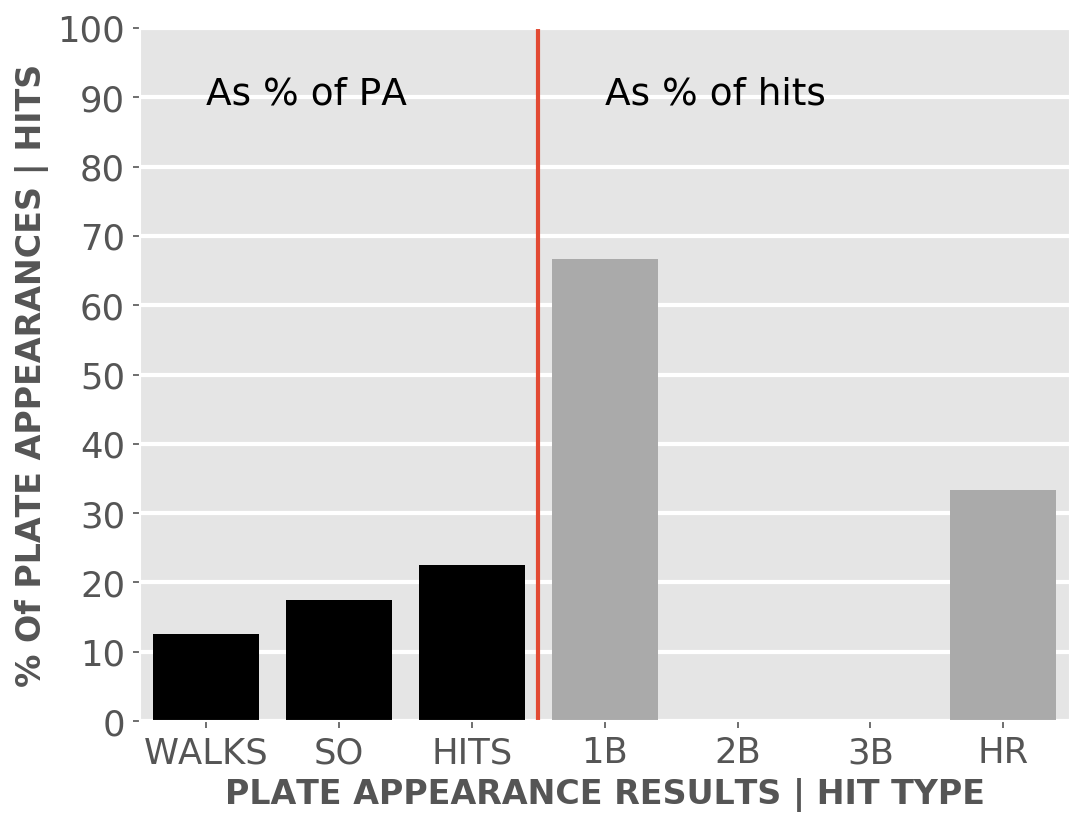 % Of PLATE APPEARANCES | HITS
100
90
80
70
60
50
40
30
20
10
0
As % of PA
As % of hits
WALKS SO HITS 1B 2B 3B HR
PLATE APPEARANCE RESULTS | HIT TYPE